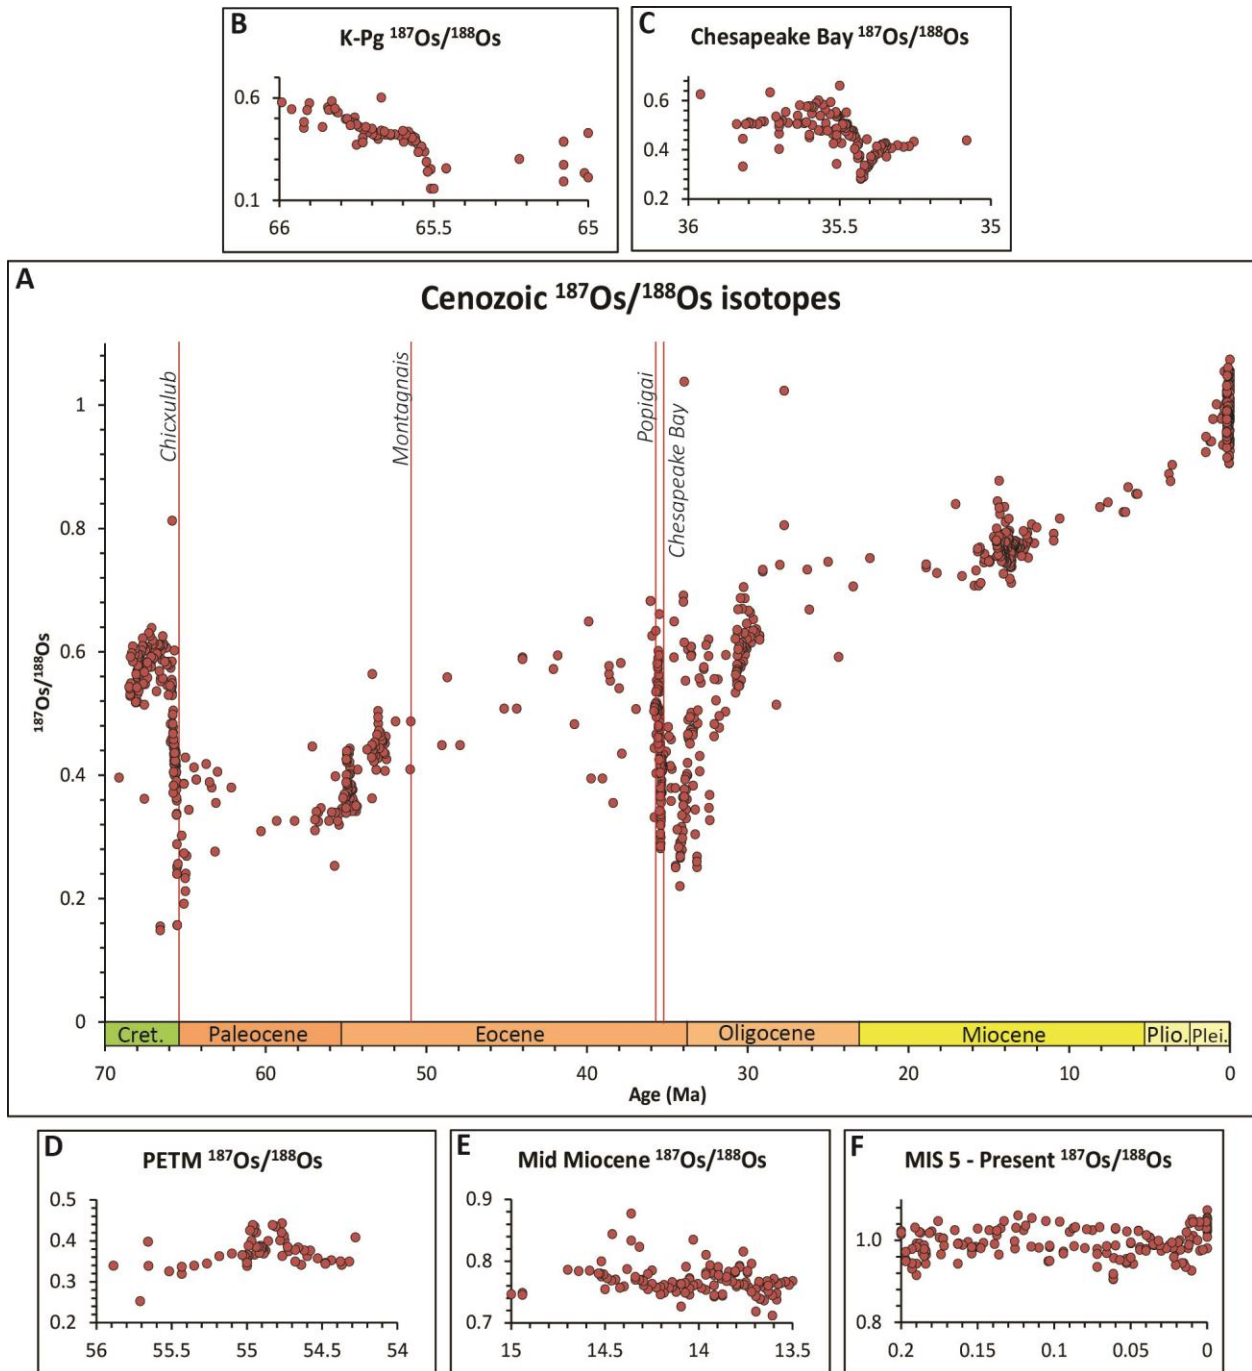 B
K-Pg ¹⁸⁷Os/¹⁸⁸Os
0.6
0.1
66 65.5 65
C
Chesapeake Bay ¹⁸⁷Os/¹⁸⁸Os
0.6
0.4
0.2
36 35.5 35
A
Cenozoic ¹⁸⁷Os/¹⁸⁸Os isotopes
Chicxulub
Montagnais
Popigai
Chesapeake Bay
¹⁸⁷Os/¹⁸⁸Os
1
0.8
0.6
0.4
0.2
0
Cret. Paleocene Eocene Oligocene Miocene Plio. Plei.
70 60 50 40 30 20 10 0
Age (Ma)
D
PETM ¹⁸⁷Os/¹⁸⁸Os
0.5
0.4
0.3
0.2
56 55.5 55 54.5 54
E
Mid Miocene ¹⁸⁷Os/¹⁸⁸Os
0.9
0.8
0.7
15 14.5 14 13.5
F
MIS 5 - Present ¹⁸⁷Os/¹⁸⁸Os
1.0
0.8
0.2 0.15 0.1 0.05 0